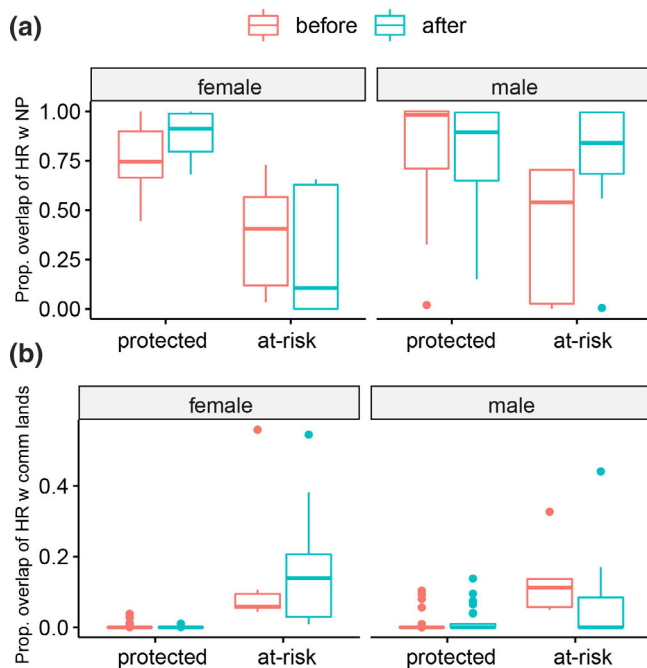 (a)
before after
female male
Prop. overlap of HR w NP
1.00
0.75
0.50
0.25
0.00
protected at-risk protected at-risk
(b)
female male
Prop. overlap of HR w comm lands
0.4
0.2
0.0
protected at-risk protected at-risk